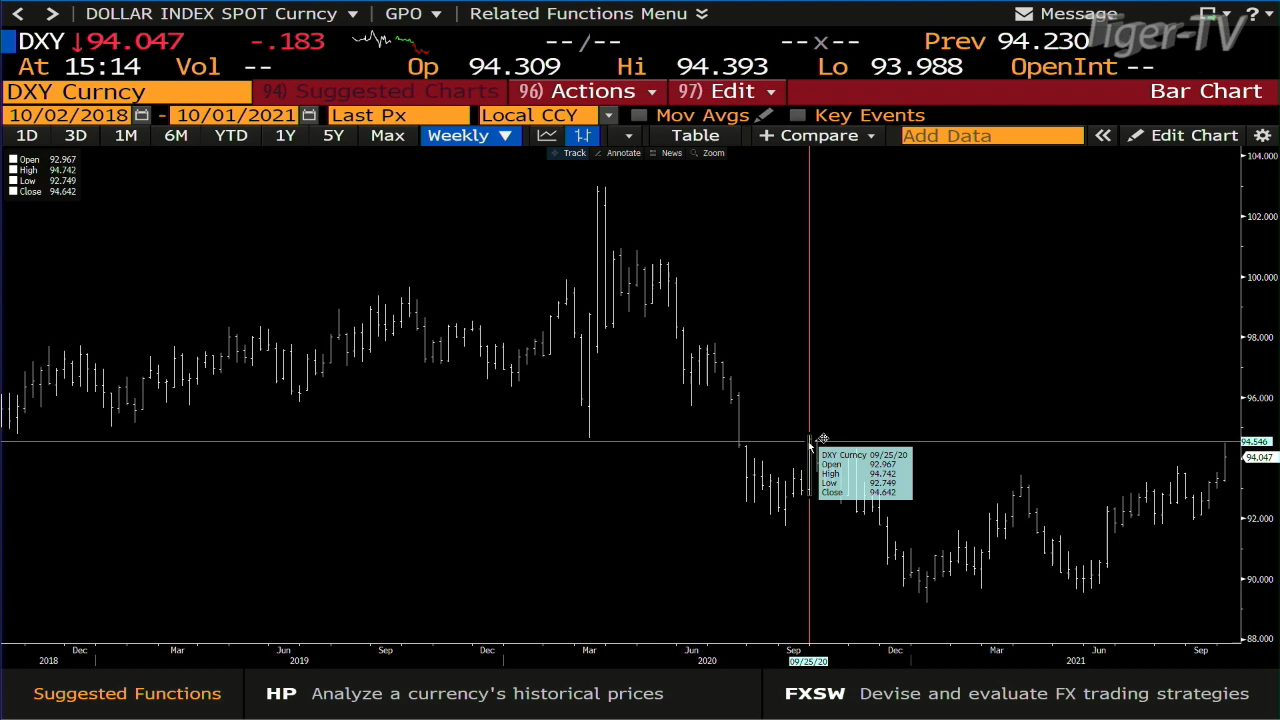 DOLLAR INDEX SPOT Curncy GPO Related Functions Menu Message ?
Tiger-TV
DXY 94.047 -.183 --/-- --x-- Prev 94.230
At 15:14 Vol -- Op 94.309 Hi 94.393 Lo 93.988 OpenInt --
DXY Curncy 94) Suggested Charts 96) Actions 97) Edit Bar Chart
10/02/2018 - 10/01/2021 Last Px Local CCY Mov Avgs Key Events
1D 3D 1M 6M YTD 1Y 5Y Max Weekly Table + Compare Add Data Edit Chart
Track Annotate News Zoom
Open 92.967
High 94.742
Low 92.749
Close 94.642
104.000
102.000
100.000
98.000
96.000
94.546
94.047
92.000
90.000
88.000
DXY Curncy 09/25/20
Open 92.967
High 94.742
Low 92.749
Close 94.642
Dec Mar Jun Sep Dec Mar Jun Sep Dec Mar Jun Sep
2018 2019 2020 09/25/20 2021
Suggested Functions HP Analyze a currency's historical prices FXSW Devise and evaluate FX trading strategies